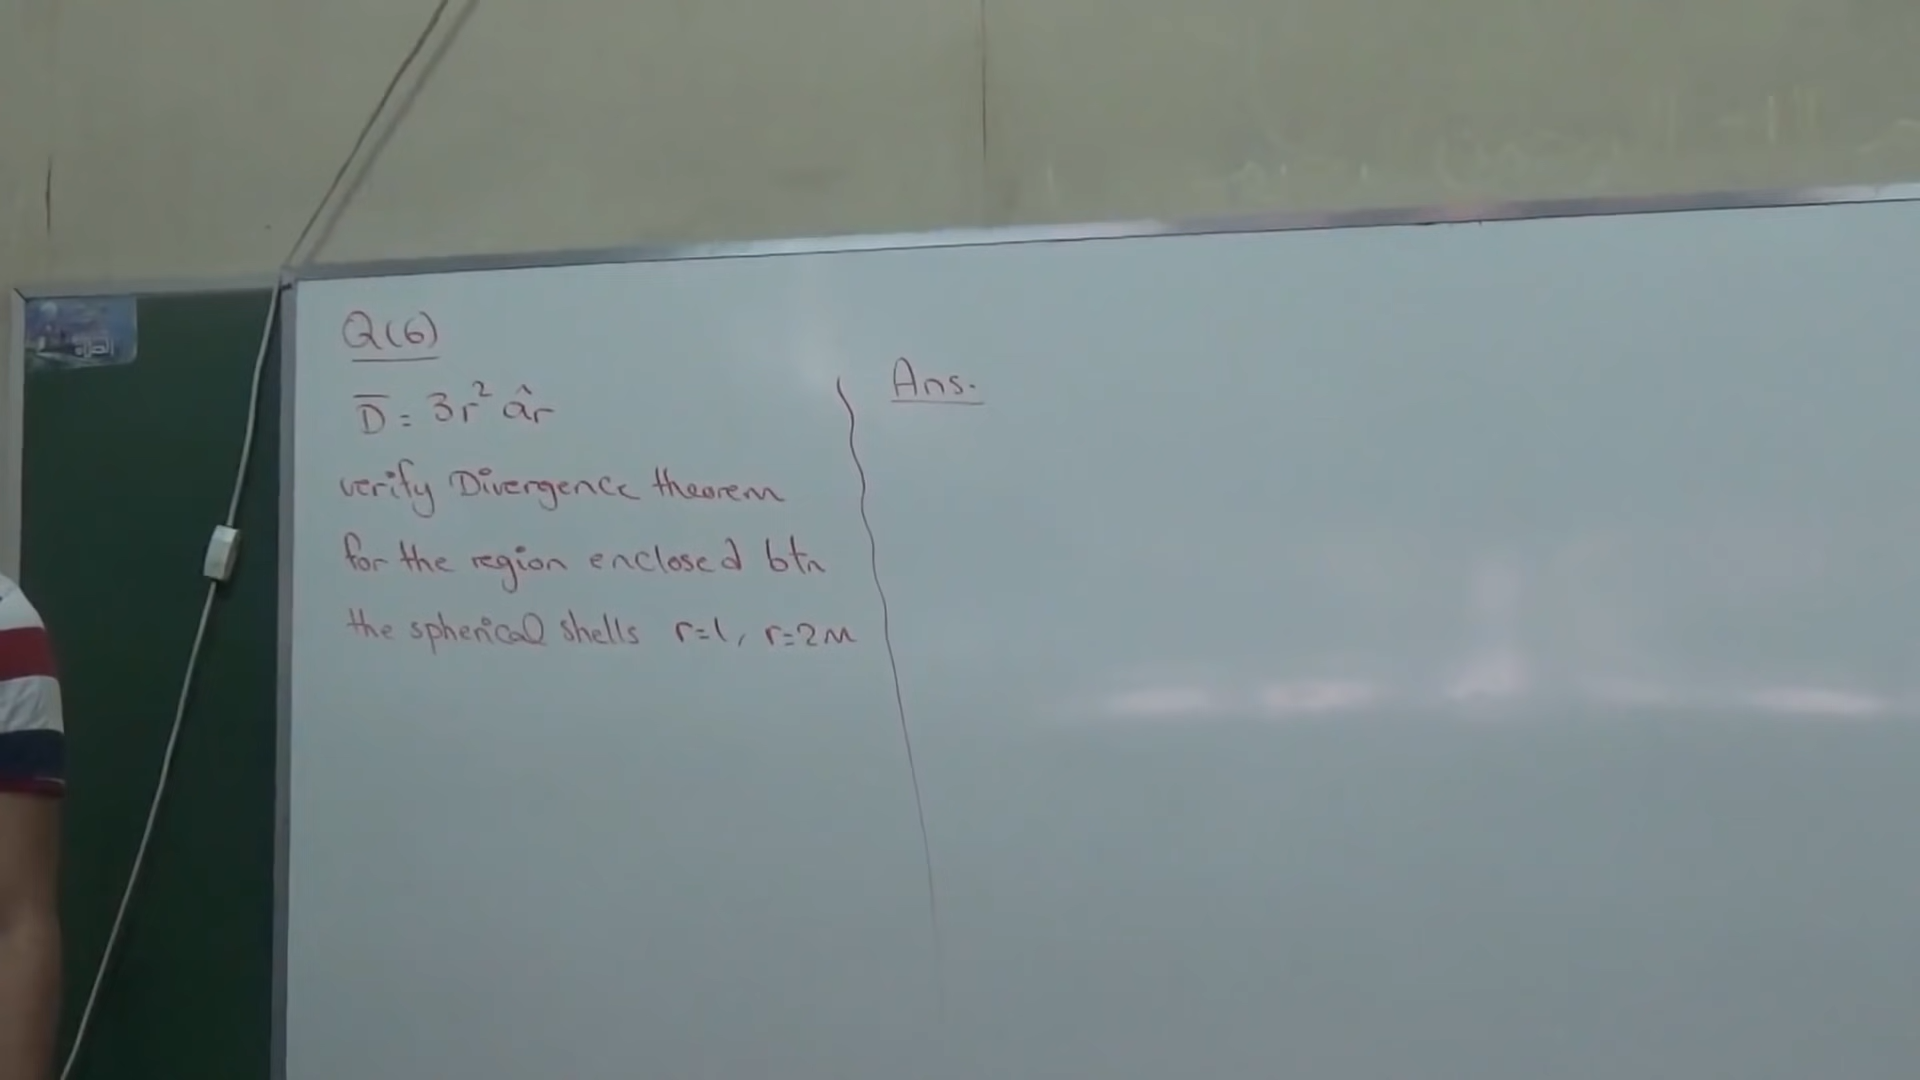 Q(6)
D̅ = 3r² âr
verify Divergence theorem
for the region enclosed btn
the spherical shells r=1, r=2m
Ans.